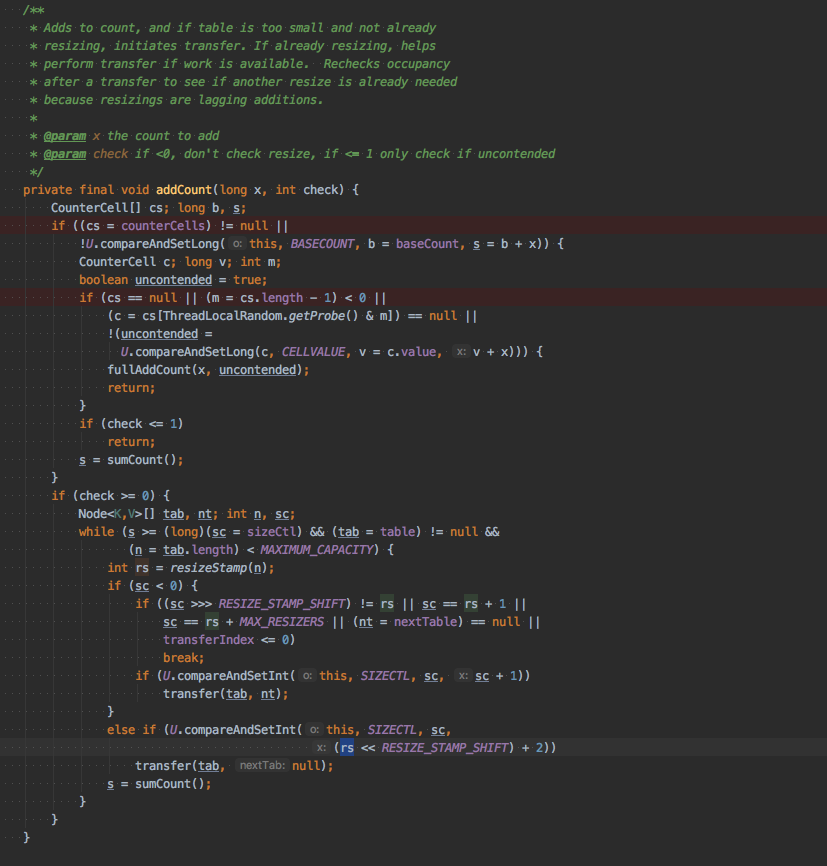 /**
* Adds to count, and if table is too small and not already
* resizing, initiates transfer. If already resizing, helps
* perform transfer if work is available.  Rechecks occupancy
* after a transfer to see if another resize is already needed
* because resizings are lagging additions.
*
* @param x the count to add
* @param check if <0, don't check resize, if <= 1 only check if uncontended
*/
private final void addCount(long x, int check) {
CounterCell[] cs; long b, s;
if ((cs = counterCells) != null ||
!U.compareAndSetLong( o: this, BASECOUNT, b = baseCount, s = b + x)) {
CounterCell c; long v; int m;
boolean uncontended = true;
if (cs == null || (m = cs.length - 1) < 0 ||
(c = cs[ThreadLocalRandom.getProbe() & m]) == null ||
!(uncontended =
U.compareAndSetLong(c, CELLVALUE, v = c.value, x: v + x))) {
fullAddCount(x, uncontended);
return;
}
if (check <= 1)
return;
s = sumCount();
}
if (check >= 0) {
Node<K,V>[] tab, nt; int n, sc;
while (s >= (long)(sc = sizeCtl) && (tab = table) != null &&
(n = tab.length) < MAXIMUM_CAPACITY) {
int rs = resizeStamp(n);
if (sc < 0) {
if ((sc >>> RESIZE_STAMP_SHIFT) != rs || sc == rs + 1 ||
sc == rs + MAX_RESIZERS || (nt = nextTable) == null ||
transferIndex <= 0)
break;
if (U.compareAndSetInt( o: this, SIZECTL, sc, x: sc + 1))
transfer(tab, nt);
}
else if (U.compareAndSetInt( o: this, SIZECTL, sc,
x: (rs << RESIZE_STAMP_SHIFT) + 2))
transfer(tab, nextTab: null);
s = sumCount();
}
}
}